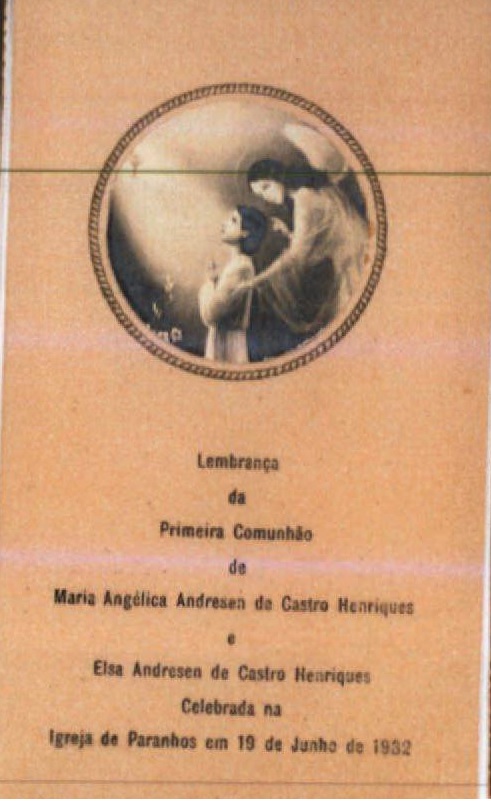 Lembrança
da
Primeira Comunhão
de
Maria Angélica Andresen de Castro Henriques
e
Elsa Andresen de Castro Henriques
Celebrada na
Igreja de Paranhos em 19 de Junho de 1932